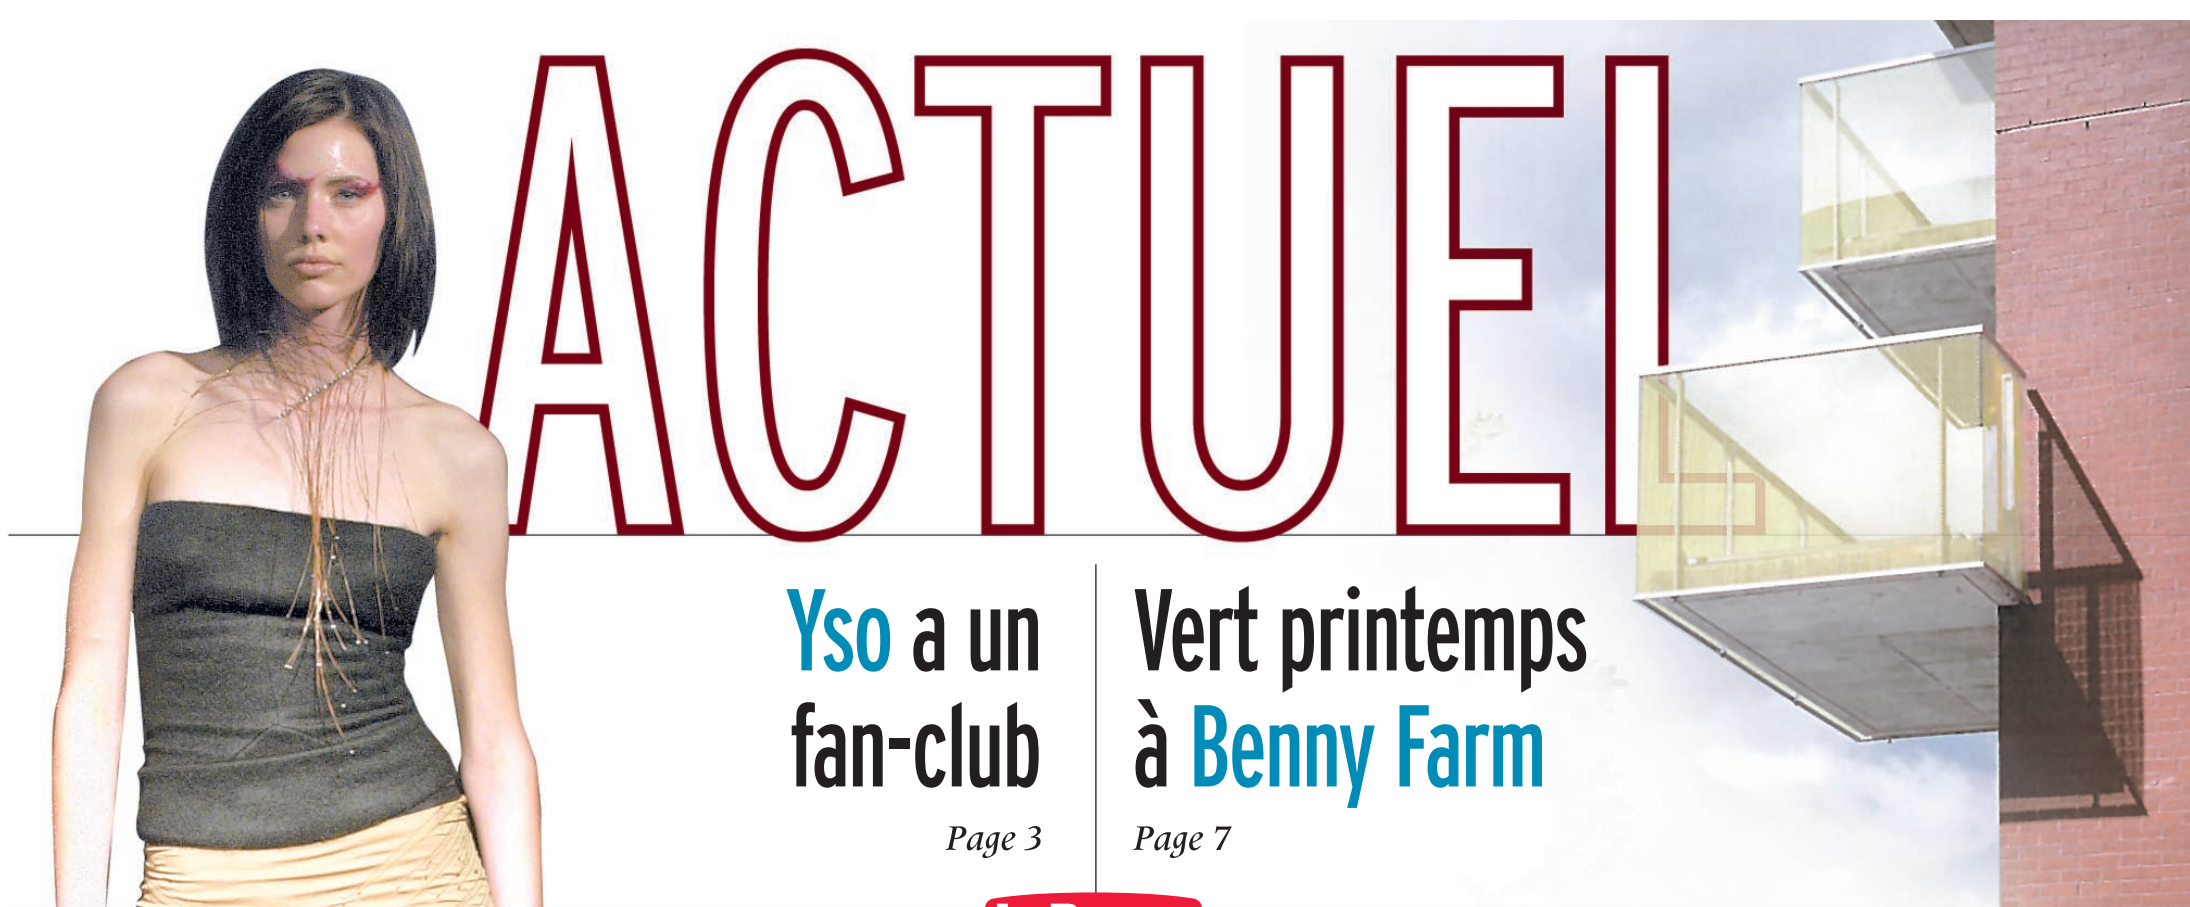 ACTUEL
Yso a un
fan-club
Page 3
Vert printemps
à Benny Farm
Page 7